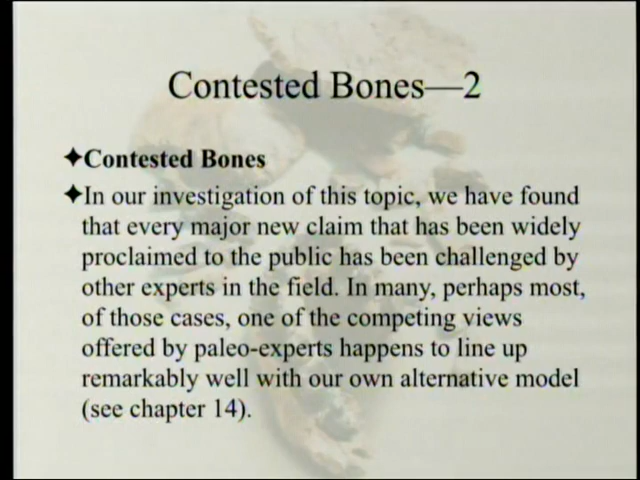 Contested Bones—2
✦Contested Bones
✦In our investigation of this topic, we have found
that every major new claim that has been widely
proclaimed to the public has been challenged by
other experts in the field. In many, perhaps most,
of those cases, one of the competing views
offered by paleo-experts happens to line up
remarkably well with our own alternative model
(see chapter 14).